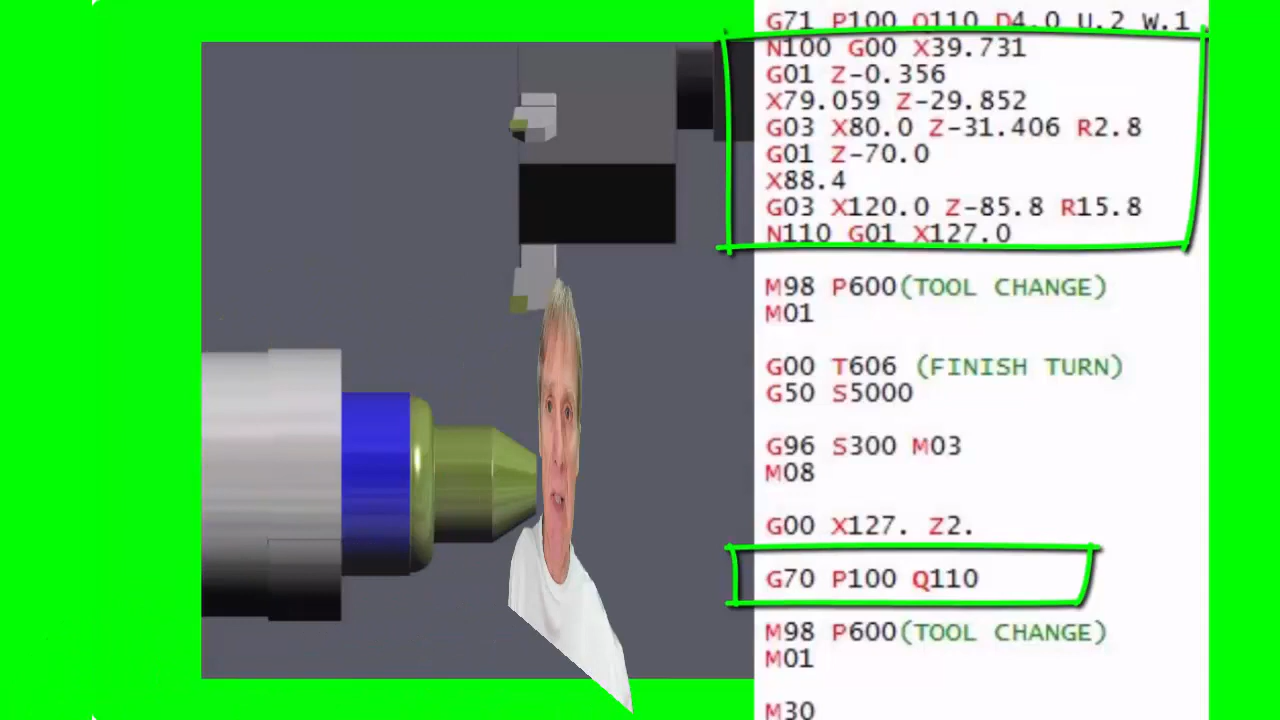 G71 P100 Q110 D4.0 U.2 W.1
N100 G00 X39.731
G01 Z-0.356
X79.059 Z-29.852
G03 X80.0 Z-31.406 R2.8
G01 Z-70.0
X88.4
G03 X120.0 Z-85.8 R15.8
N110 G01 X127.0
M98 P600(TOOL CHANGE)
M01
G00 T606 (FINISH TURN)
G50 S5000
G96 S300 M03
M08
G00 X127. Z2.
G70 P100 Q110
M98 P600(TOOL CHANGE)
M01
M30